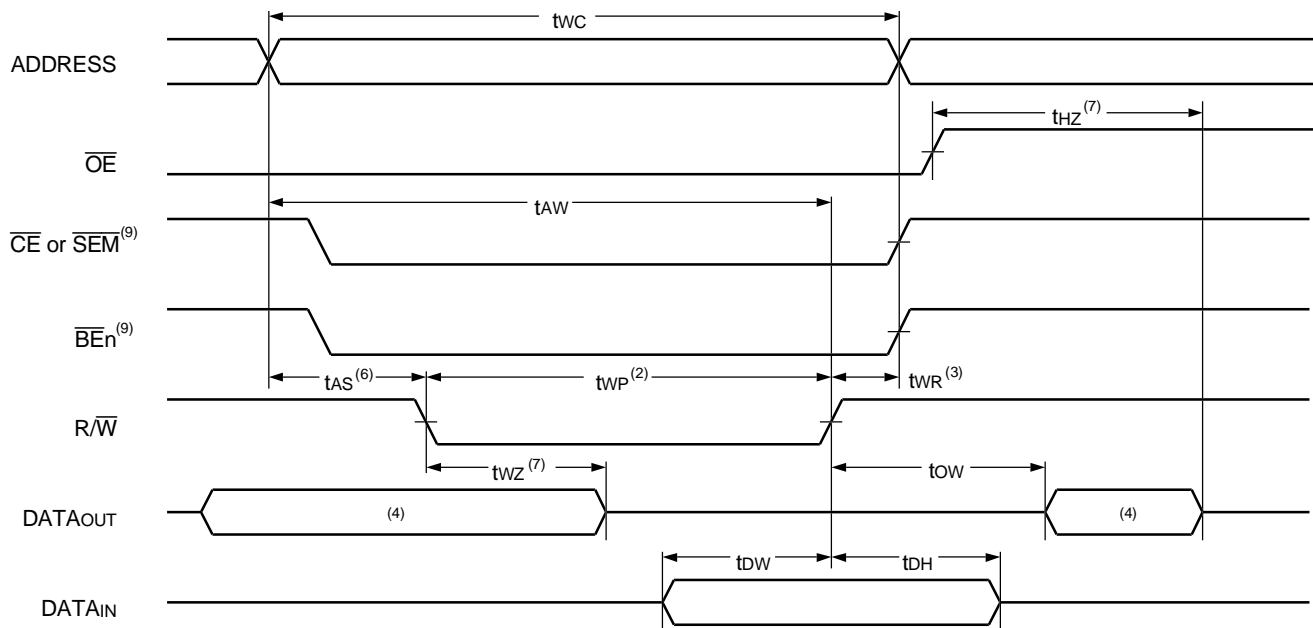 tWC
ADDRESS
tHZ(7)
OE
tAW
CE or SEM(9)
BEn(9)
tAS(6) tWP(2) tWR(3)
R/W
tWZ(7) tOW
DATAOUT (4) (4)
tDW tDH
DATAIN